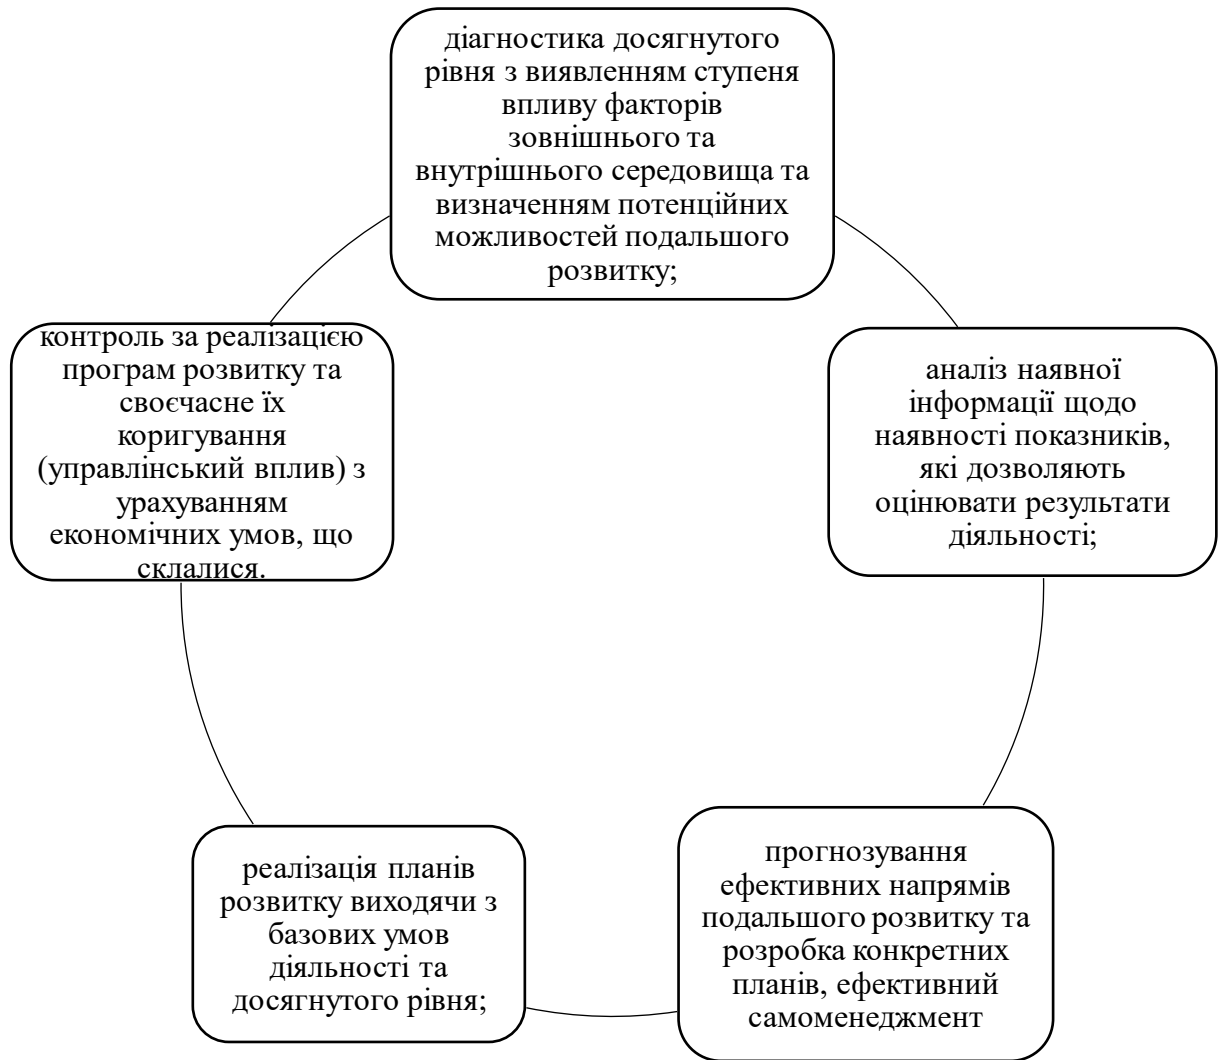 діагностика досягнутого
рівня з виявленням ступеня
впливу факторів
зовнішнього та
внутрішнього середовища та
визначенням потенційних
можливостей подальшого
розвитку;
аналіз наявної
інформації щодо
наявності показників,
які дозволяють
оцінювати результати
діяльності;
прогнозування
ефективних напрямів
подальшого розвитку та
розробка конкретних
планів, ефективний
самоменеджмент
реалізація планів
розвитку виходячи з
базових умов
діяльності та
досягнутого рівня;
контроль за реалізацією
програм розвитку та
своєчасне їх
коригування
(управлінський вплив) з
урахуванням
економічних умов, що
склалися.